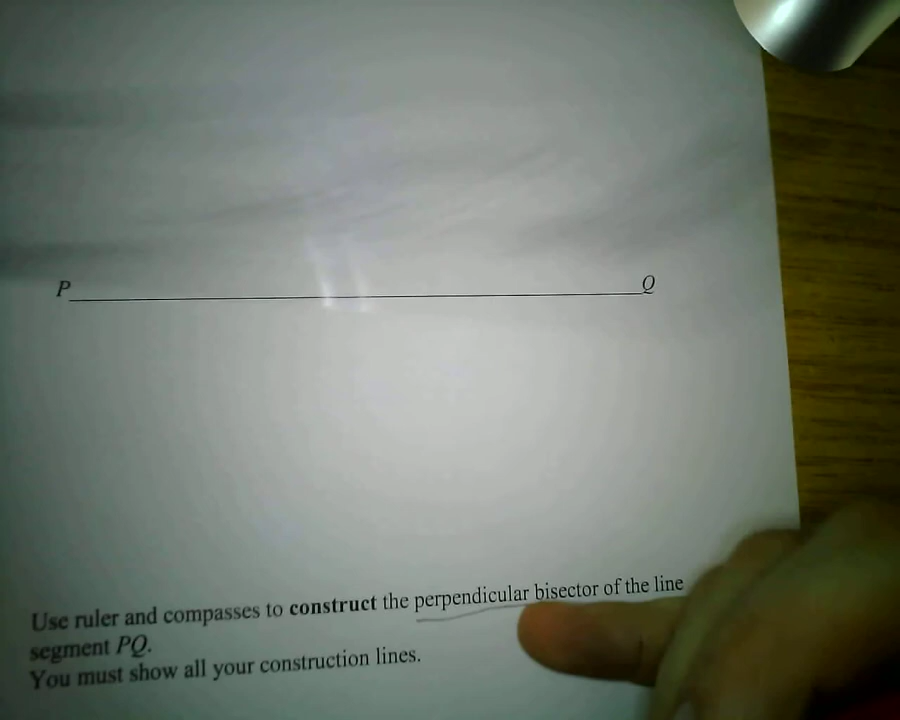 P Q
Use ruler and compasses to construct the perpendicular bisector of the line
segment PQ.
You must show all your construction lines.